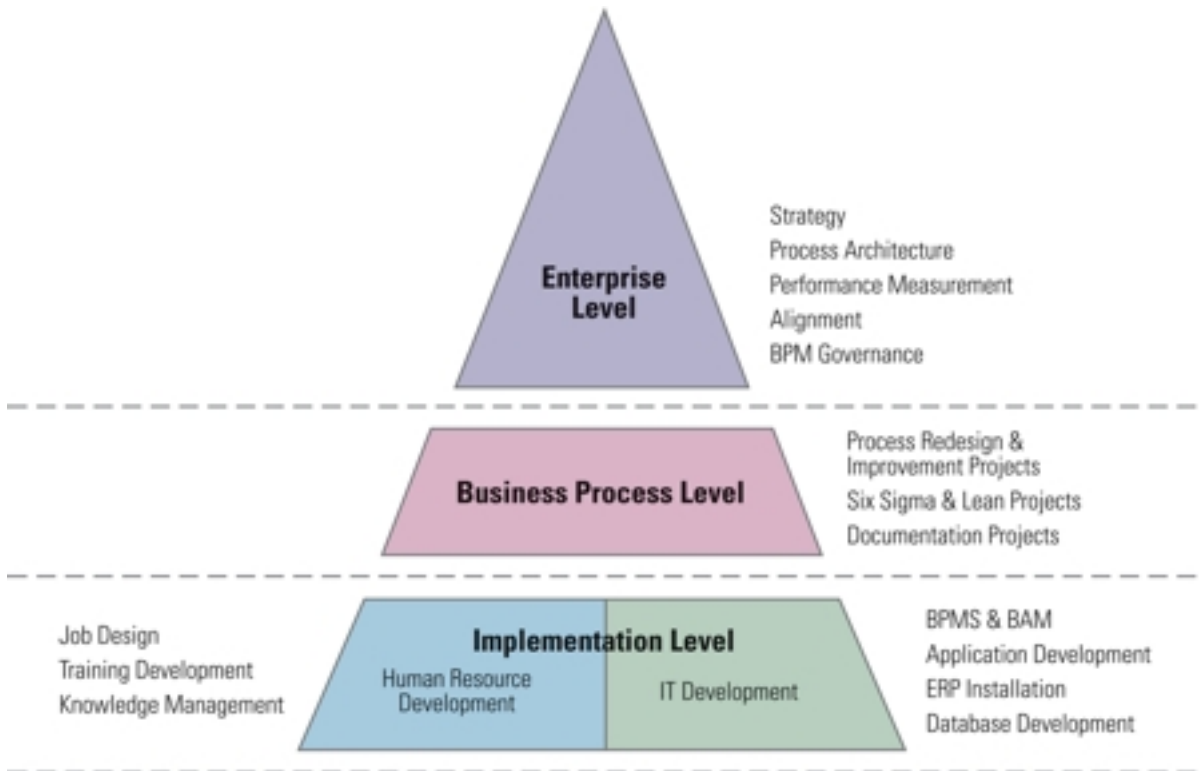 Enterprise
Level
Strategy
Process Architecture
Performance Measurement
Alignment
BPM Governance
Business Process Level
Process Redesign &
Improvement Projects
Six Sigma & Lean Projects
Documentation Projects
Job Design
Training Development
Knowledge Management
Implementation Level
Human Resource
Development
IT Development
BPMS & BAM
Application Development
ERP Installation
Database Development